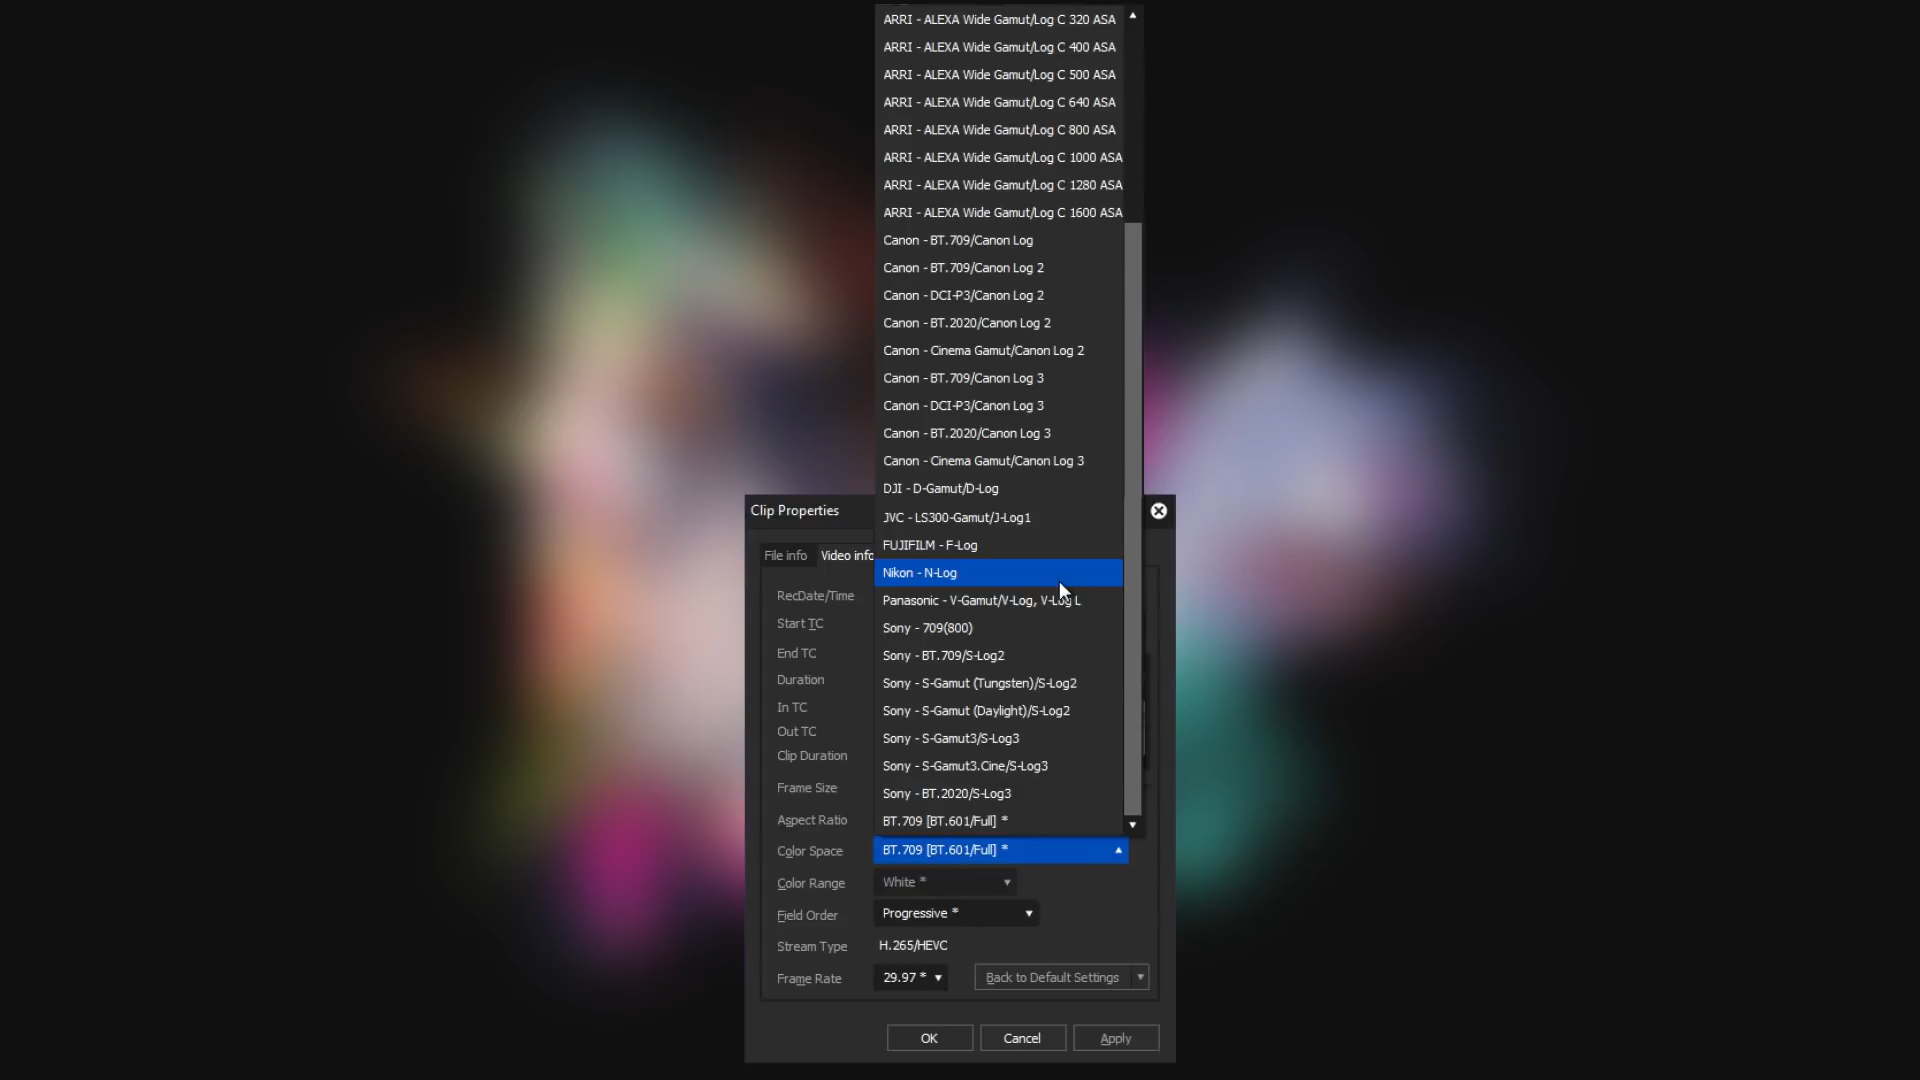 ARRI - ALEXA Wide Gamut/Log C 320 ASA
ARRI - ALEXA Wide Gamut/Log C 400 ASA
ARRI - ALEXA Wide Gamut/Log C 500 ASA
ARRI - ALEXA Wide Gamut/Log C 640 ASA
ARRI - ALEXA Wide Gamut/Log C 800 ASA
ARRI - ALEXA Wide Gamut/Log C 1000 ASA
ARRI - ALEXA Wide Gamut/Log C 1280 ASA
ARRI - ALEXA Wide Gamut/Log C 1600 ASA
Canon - BT.709/Canon Log
Canon - BT.709/Canon Log 2
Canon - DCI-P3/Canon Log 2
Canon - BT.2020/Canon Log 2
Canon - Cinema Gamut/Canon Log 2
Canon - BT.709/Canon Log 3
Canon - DCI-P3/Canon Log 3
Canon - BT.2020/Canon Log 3
Canon - Cinema Gamut/Canon Log 3
DJI - D-Gamut/D-Log
JVC - LS300-Gamut/J-Log1
FUJIFILM - F-Log
Nikon - N-Log
Panasonic - V-Gamut/V-Log, V-Log L
Sony - 709(800)
Sony - BT.709/S-Log2
Sony - S-Gamut (Tungsten)/S-Log2
Sony - S-Gamut (Daylight)/S-Log2
Sony - S-Gamut3/S-Log3
Sony - S-Gamut3.Cine/S-Log3
Sony - BT.2020/S-Log3
BT.709 [BT.601/Full] *
Clip Properties
File info
Video info
RecDate/Time
Start TC
End TC
Duration
In TC
Out TC
Clip Duration
Frame Size
Aspect Ratio
Color Space BT.709 [BT.601/Full] *
Color Range White *
Field Order Progressive *
Stream Type H.265/HEVC
Frame Rate 29.97 * Back to Default Settings
OK Cancel Apply